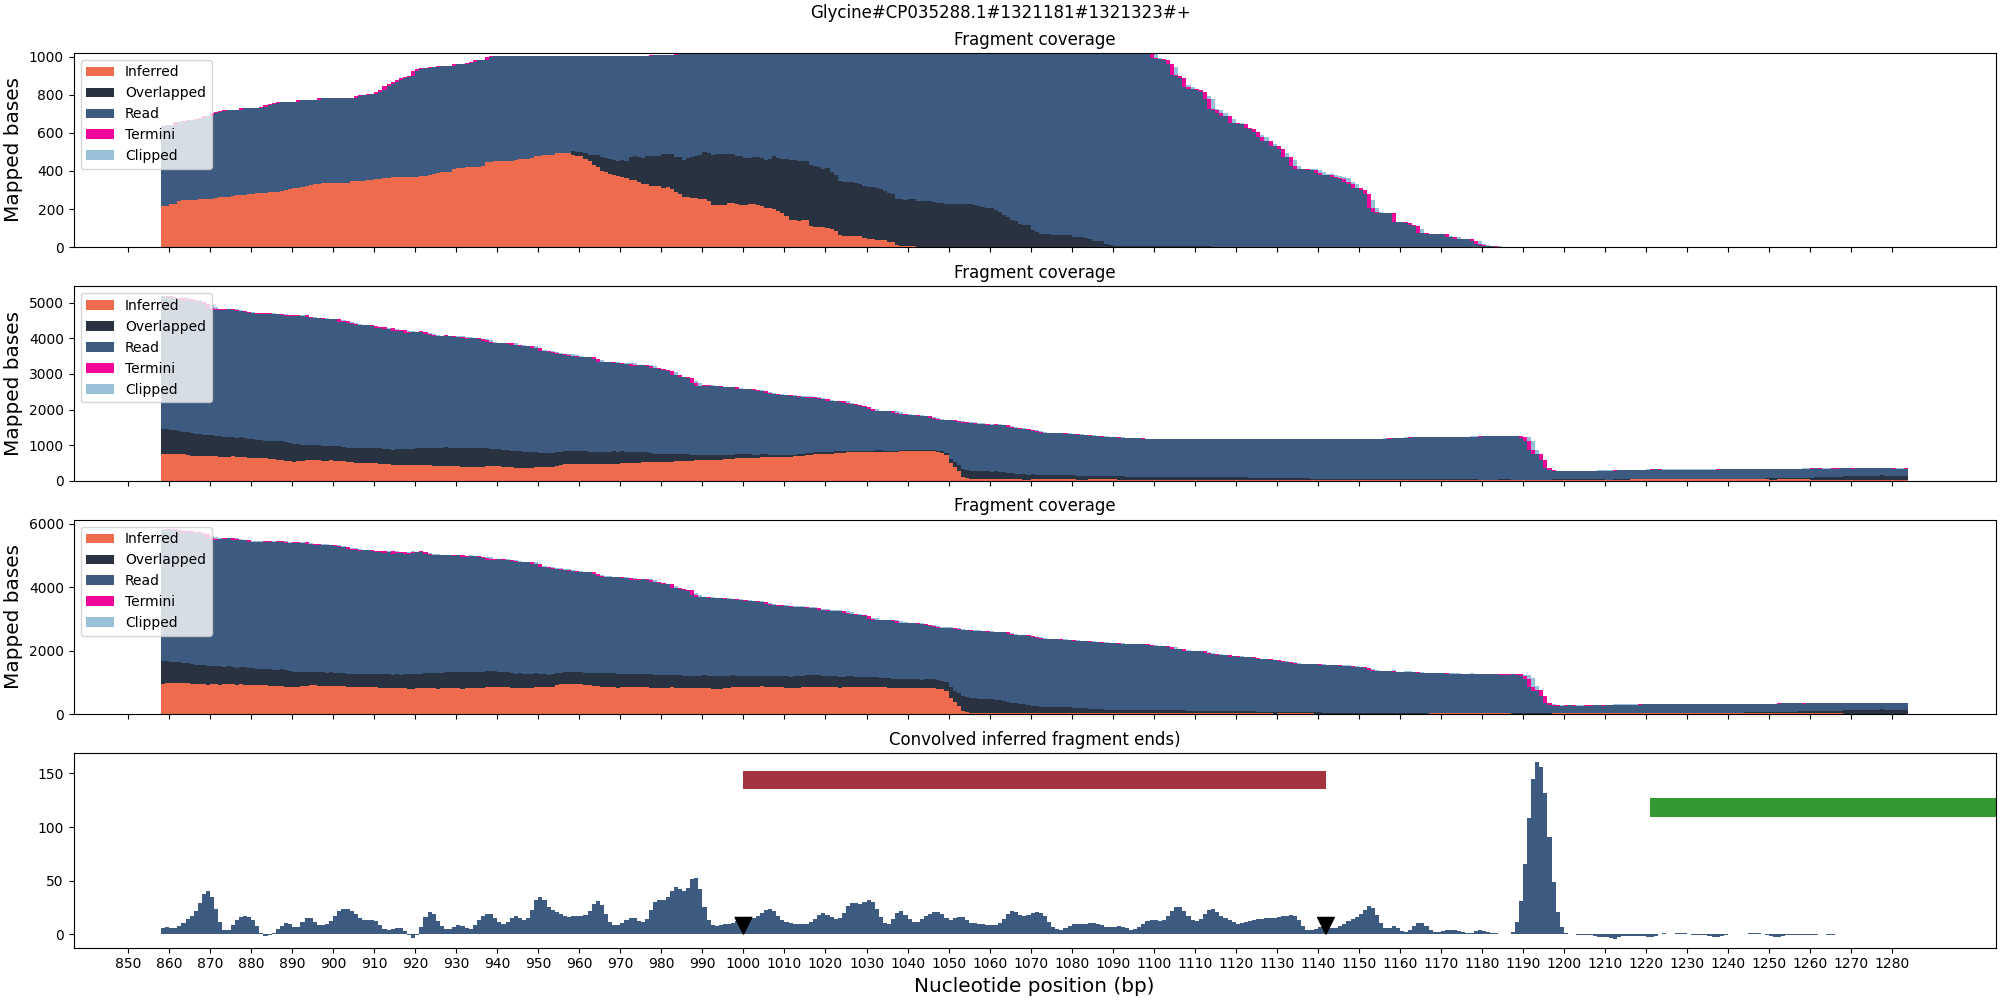 Glycine#CP035288.1#1321181#1321323#+
Fragment coverage
Mapped bases
1000
800
600
400
200
0
Inferred
Overlapped
Read
Termini
Clipped
Fragment coverage
Mapped bases
5000
4000
3000
2000
1000
0
Inferred
Overlapped
Read
Termini
Clipped
Fragment coverage
Mapped bases
6000
4000
2000
0
Inferred
Overlapped
Read
Termini
Clipped
Convolved inferred fragment ends)
150
100
50
0
850 860 870 880 890 900 910 920 930 940 950 960 970 980 990 1000 1010 1020 1030 1040 1050 1060 1070 1080 1090 1100 1110 1120 1130 1140 1150 1160 1170 1180 1190 1200 1210 1220 1230 1240 1250 1260 1270 1280
Nucleotide position (bp)